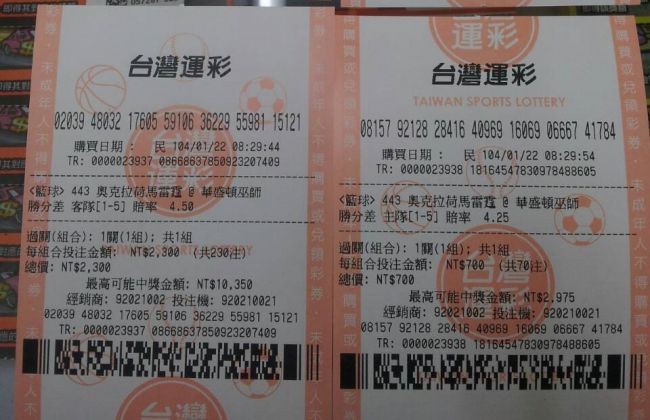 台灣運彩
02039 48032 17605 59106 36229 55981 15121
購買日期： 民 104/01/22 08:29:44
TR: 0000023937 08668637850923207409
<籃球> 443 奧克拉荷馬雷霆 @ 華盛頓巫師
勝分差 客隊[1-5] 賠率 4.50
過關(組合): 1關(1組); 共1組
每組合投注金額: NT$2,300 (共230注)
總價: NT$2,300
最高可能中獎金額: NT$10,350
經銷商: 92021002 投注機: 920210021
02039 48032 17605 59106 36229 55981 15121
TR: 0000023937 08668637850923207409
台灣運彩
TAIWAN SPORTS LOTTERY
08157 92128 28416 40969 16069 06667 41784
購買日期： 民 104/01/22 08:29:54
TR: 0000023938 18164547830978488605
<籃球> 443 奧克拉荷馬雷霆 @ 華盛頓巫師
勝分差 主隊[1-5] 賠率 4.25
過關(組合): 1關(1組); 共1組
每組合投注金額: NT$700 (共70注)
總價: NT$700
最高可能中獎金額: NT$2,975
經銷商: 92021002 投注機: 920210021
08157 92128 28416 40969 16069 06667 41784
TR: 0000023938 18164547830978488605